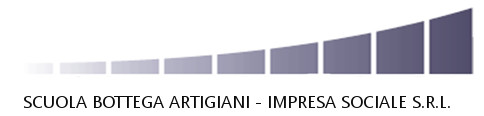 SCUOLA BOTTEGA ARTIGIANI - IMPRESA SOCIALE S.R.L.